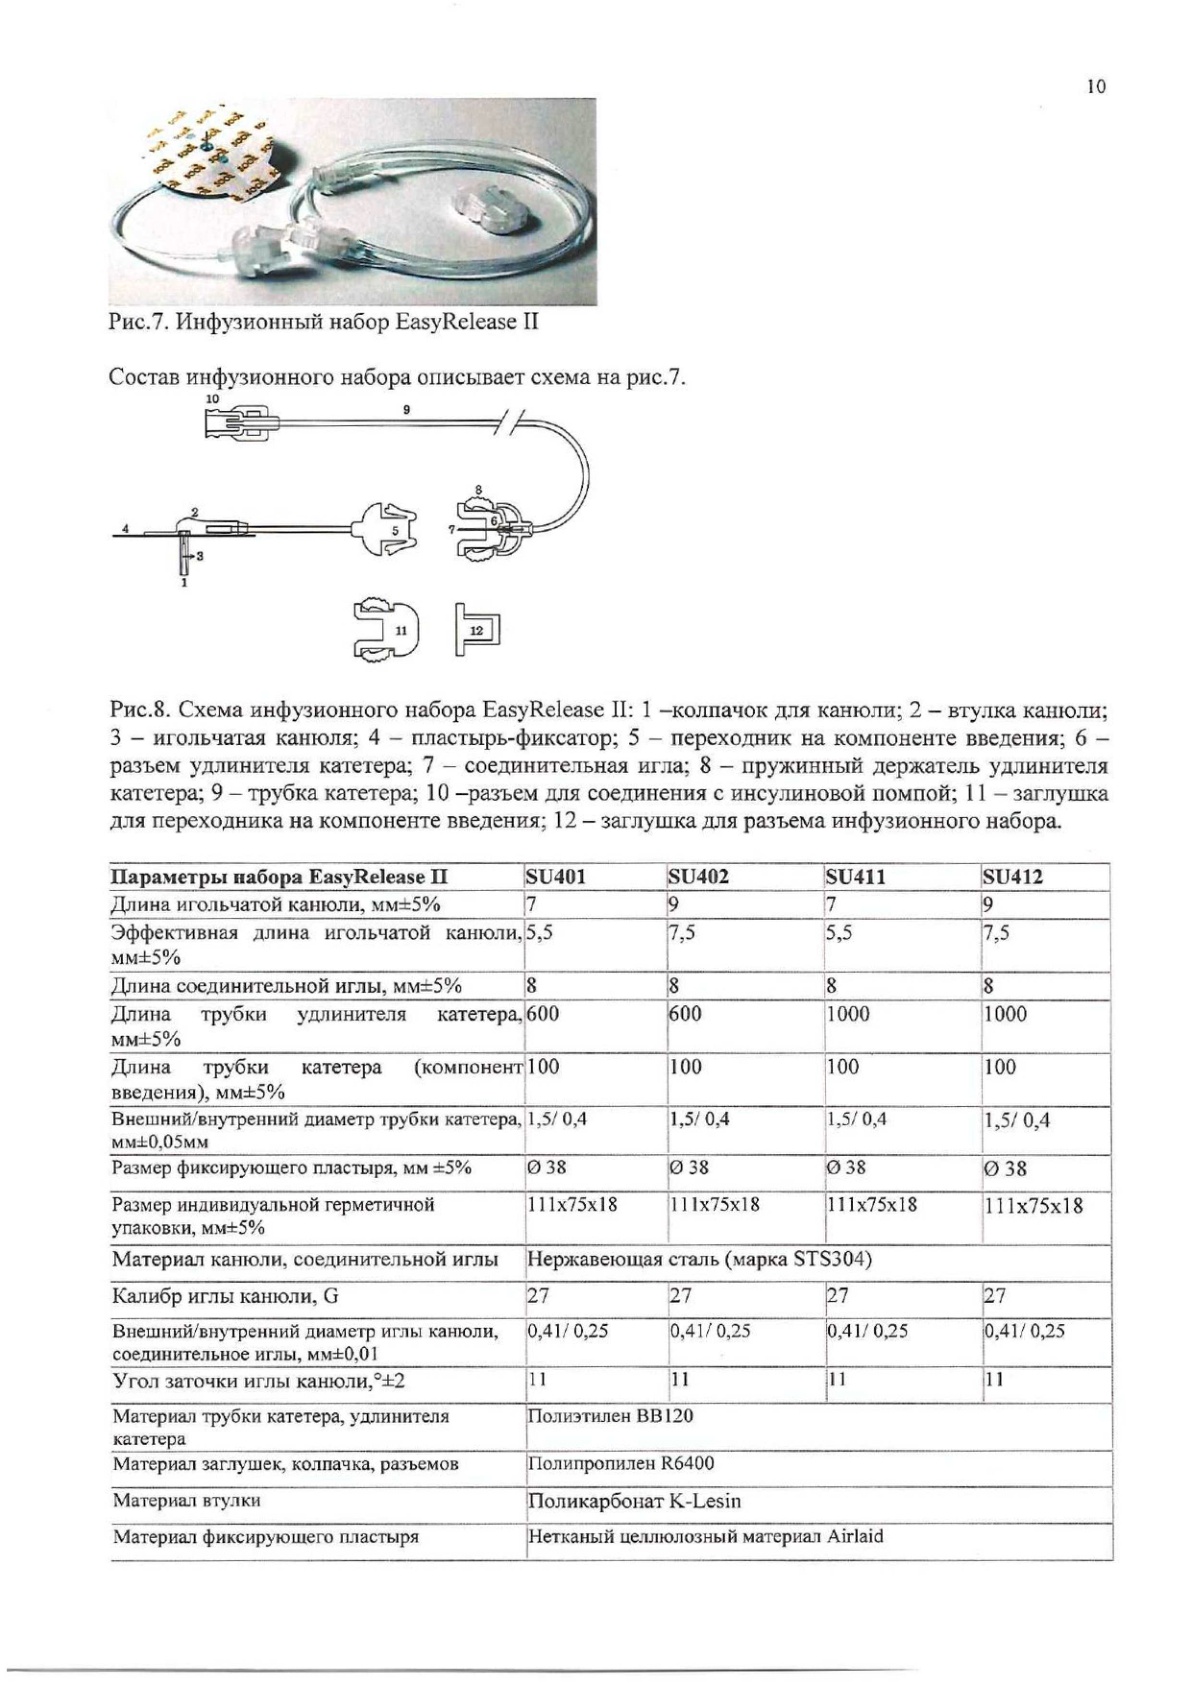 10
Рис.7. Инфузионный набор EasyRelease II
Состав инфузионного набора описывает схема на рис.7.
10
9
8
2
4
5
7
6
3
1
11
12
Рис.8. Схема инфузионного набора EasyRelease II: 1 –колпачок для канюли; 2 – втулка канюли;
3 – игольчатая канюля; 4 – пластырь-фиксатор; 5 – переходник на компоненте введения; 6 –
разъем удлинителя катетера; 7 – соединительная игла; 8 – пружинный держатель удлинителя
катетера; 9 – трубка катетера; 10 –разъем для соединения с инсулиновой помпой; 11 – заглушка
для переходника на компоненте введения; 12 – заглушка для разъема инфузионного набора.
Параметры набора EasyRelease II SU401 SU402 SU411 SU412
Длина игольчатой канюли, мм±5% 7 9 7 9
Эффективная длина игольчатой канюли, 5,5 7,5 5,5 7,5
мм±5%
Длина соединительной иглы, мм±5% 8 8 8 8
Длина трубки удлинителя катетера, 600 600 1000 1000
мм±5%
Длина трубки катетера (компонент 100 100 100 100
введения), мм±5%
Внешний/внутренний диаметр трубки катетера, 1,5/ 0,4 1,5/ 0,4 1,5/ 0,4 1,5/ 0,4
мм±0,05мм
Размер фиксирующего пластыря, мм ±5% Ø 38 Ø 38 Ø 38 Ø 38
Размер индивидуальной герметичной 111x75x18 111x75x18 111x75x18 111x75x18
упаковки, мм±5%
Материал канюли, соединительной иглы Нержавеющая сталь (марка STS304)
Калибр иглы канюли, G 27 27 27 27
Внешний/внутренний диаметр иглы канюли, 0,41/ 0,25 0,41/ 0,25 0,41/ 0,25 0,41/ 0,25
соединительное иглы, мм±0,01
Угол заточки иглы канюли,°±2 11 11 11 11
Материал трубки катетера, удлинителя Полиэтилен BB120
катетера
Материал заглушек, колпачка, разъемов Полипропилен R6400
Материал втулки Поликарбонат K-Lesin
Материал фиксирующего пластыря Нетканый целлюлозный материал Airlaid